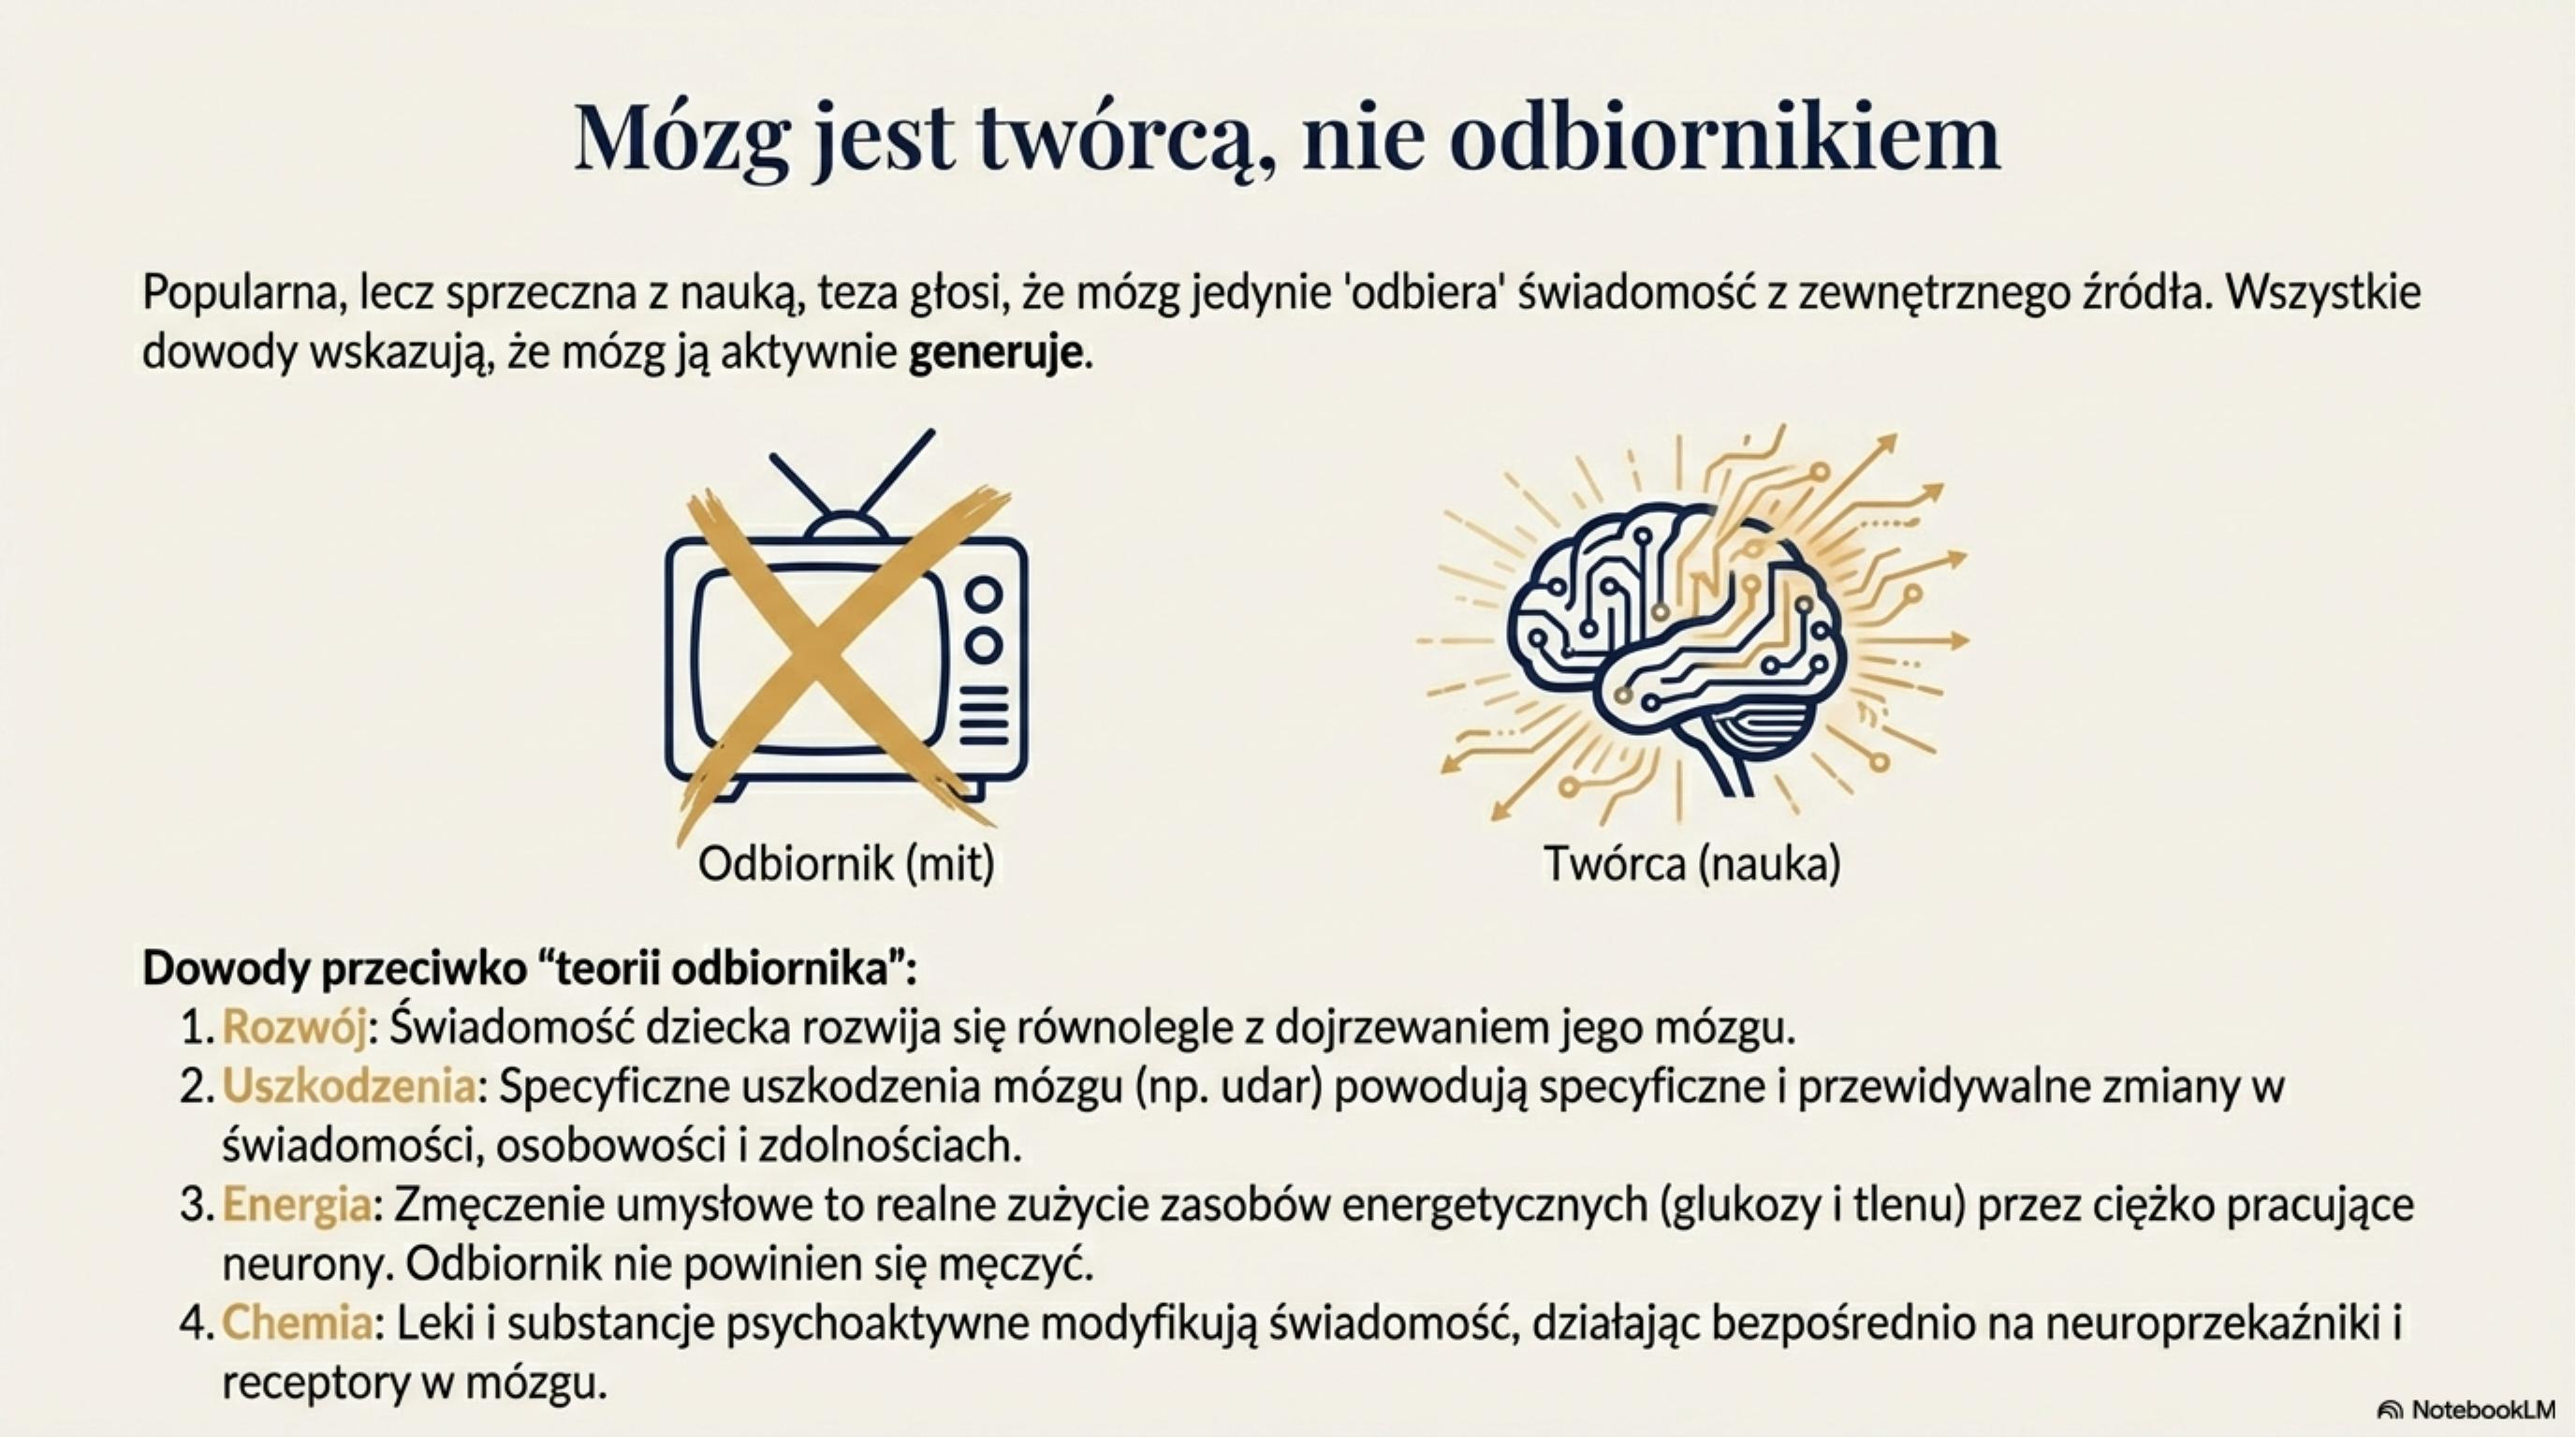 Mózg jest twórcą, nie odbiornikiem
Popularna, lecz sprzeczna z nauką, teza głosi, że mózg jedynie 'odbiera' świadomość z zewnętrznego źródła. Wszystkie
dowody wskazują, że mózg ją aktywnie generuje.
Odbiornik (mit)
Twórca (nauka)
Dowody przeciwko “teorii odbiornika”:
1. Rozwój: Świadomość dziecka rozwija się równolegle z dojrzewaniem jego mózgu.
2. Uszkodzenia: Specyficzne uszkodzenia mózgu (np. udar) powodują specyficzne i przewidywalne zmiany w
świadomości, osobowości i zdolnościach.
3. Energia: Zmęczenie umysłowe to realne zużycie zasobów energetycznych (glukozy i tlenu) przez ciężko pracujące
neurony. Odbiornik nie powinien się męczyć.
4. Chemia: Leki i substancje psychoaktywne modyfikują świadomość, działając bezpośrednio na neuroprzekaźniki i
receptory w mózgu.
NotebookLM